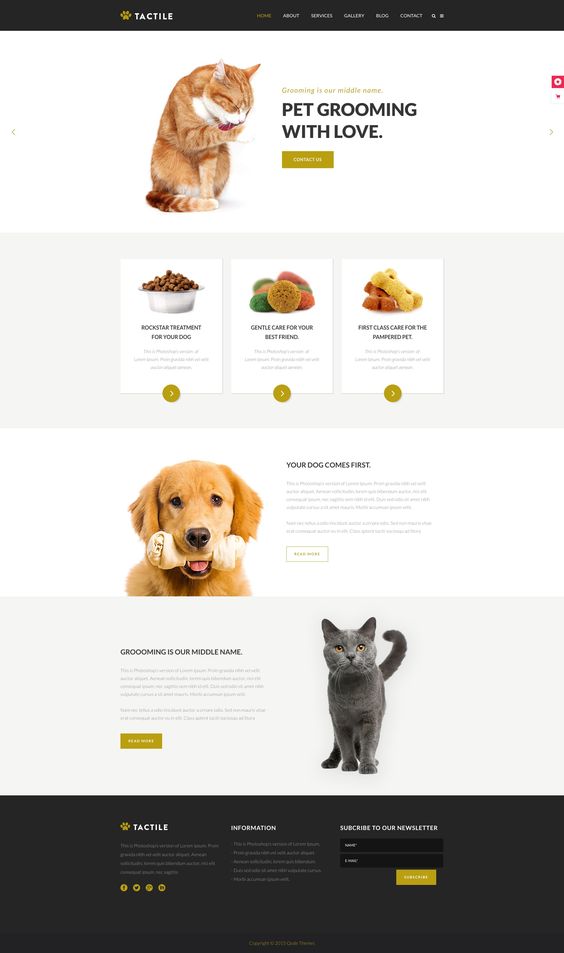 TACTILE
HOME ABOUT SERVICES GALLERY BLOG CONTACT
Grooming is our middle name.
PET GROOMING
WITH LOVE.
CONTACT US
ROCKSTAR TREATMENT
FOR YOUR DOG
This is Photoshop's version of
Lorem Ipsum. Proin gravida nibh vel velit
auctor aliquet aenean.
GENTLE CARE FOR YOUR
BEST FRIEND.
This is Photoshop's version of
Lorem Ipsum. Proin gravida nibh vel velit
auctor aliquet aenean.
FIRST CLASS CARE FOR THE
PAMPERED PET.
This is Photoshop's version of
Lorem Ipsum. Proin gravida nibh vel velit
auctor aliquet aenean.
YOUR DOG COMES FIRST.
This is Photoshop's version of Lorem Ipsum. Proin gravida nibh vel velit
auctor aliquet. Aenean sollicitudin, lorem quis bibendum auctor, nisi elit
consequat ipsum, nec sagittis sem nibh id elit. Duis sed odio sit amet nibh
vulputate cursus a sit amet mauris. Morbi accumsan ipsum velit.
Nam nec tellus a odio tincidunt auctor a ornare odio. Sed non mauris vitae
erat consequat auctor eu in elit. Class aptent taciti sociosqu ad litora
READ MORE
GROOOMING IS OUR MIDDLE NAME.
This is Photoshop's version of Lorem Ipsum. Proin gravida nibh vel velit
auctor aliquet. Aenean sollicitudin, lorem quis bibendum auctor, nisi elit
consequat ipsum, nec sagittis sem nibh id elit. Duis sed odio sit amet nibh
vulputate cursus a sit amet mauris. Morbi accumsan ipsum velit.
Nam nec tellus a odio tincidunt auctor a ornare odio. Sed non mauris vitae
erat consequat auctor eu in elit. Class aptent taciti sociosqu ad litora
READ MORE
TACTILE
This is Photoshop's version of Lorem Ipsum. Proin
gravida nibh vel velit auctor aliquet. Aenean
sollicitudin, lorem quis bibendum auctor, nisi elit
consequat ipsum, nec sagittis.
INFORMATION
- This is Photoshop's version of Lorem Ipsum.
- Proin gravida nibh vel velit auctor aliquet.
- Aenean sollicitudin, lorem quis bibendum.
- Duis sed odio sit amet nibh vulputate cursus
- Morbi accumsan ipsum velit.
SUBCRIBE TO OUR NEWSLETTER
NAME*
E-MAIL*
SUBSCRIBE
Copyright © 2015 Qode Themes